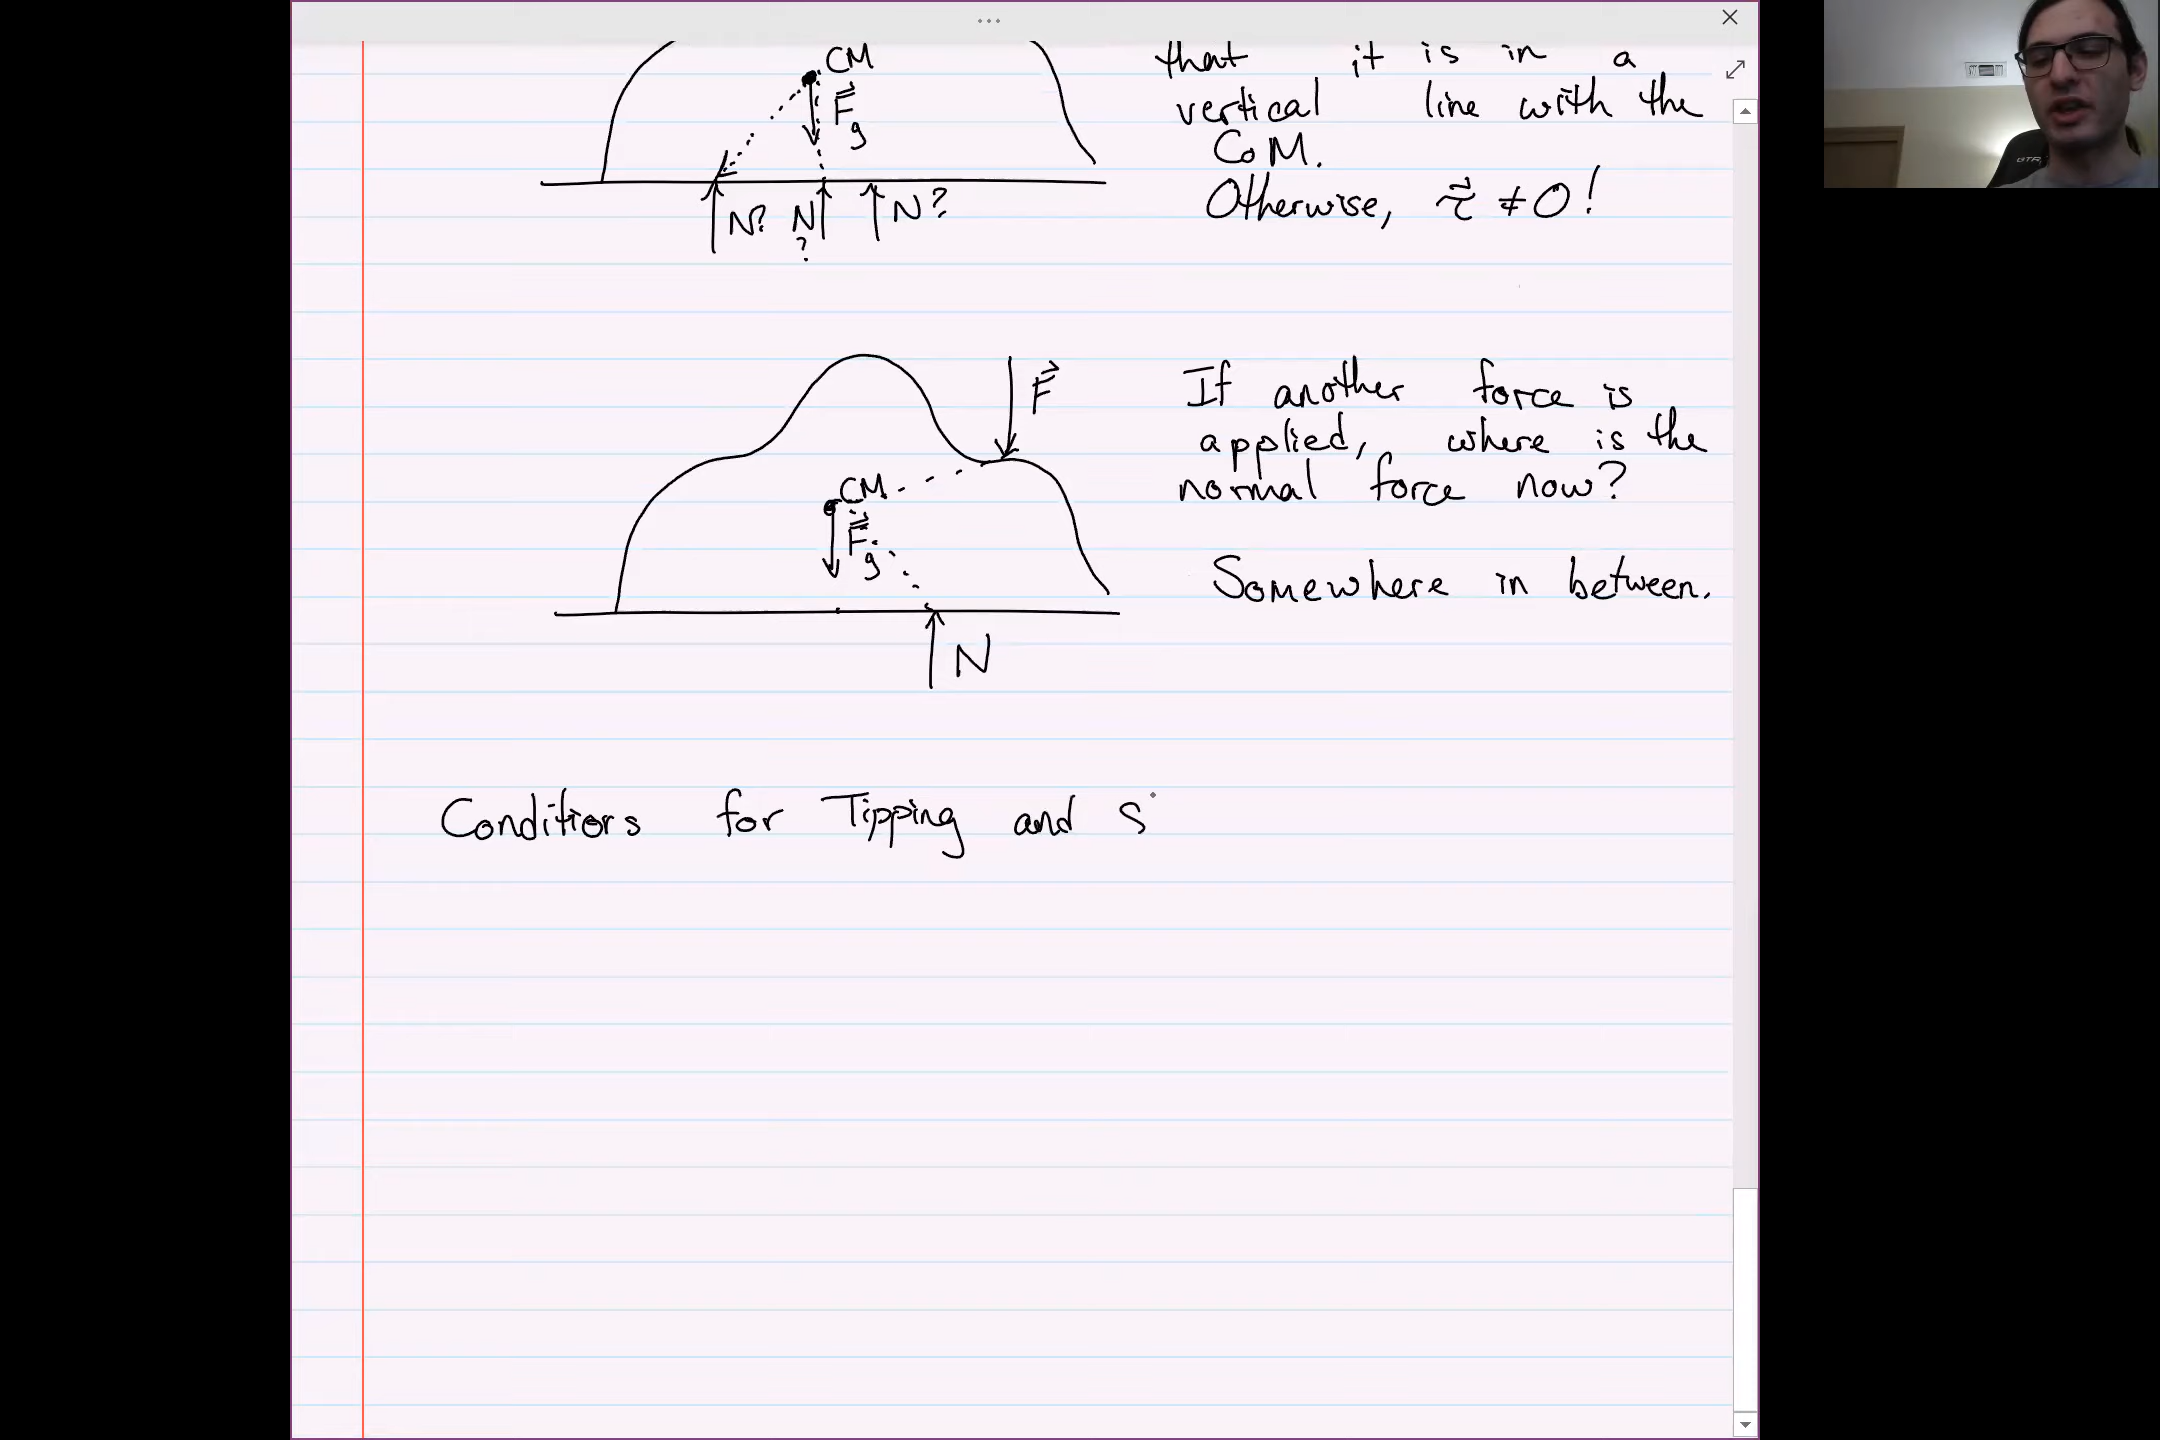 CM
F
g
N?
N
?
N?
that it is in a
vertical line with the
CoM.
Otherwise, τ ≠ 0!
F
CM
F
g
N
If another force is
applied, where is the
normal force now?
Somewhere in between.
Conditions for Tipping and S